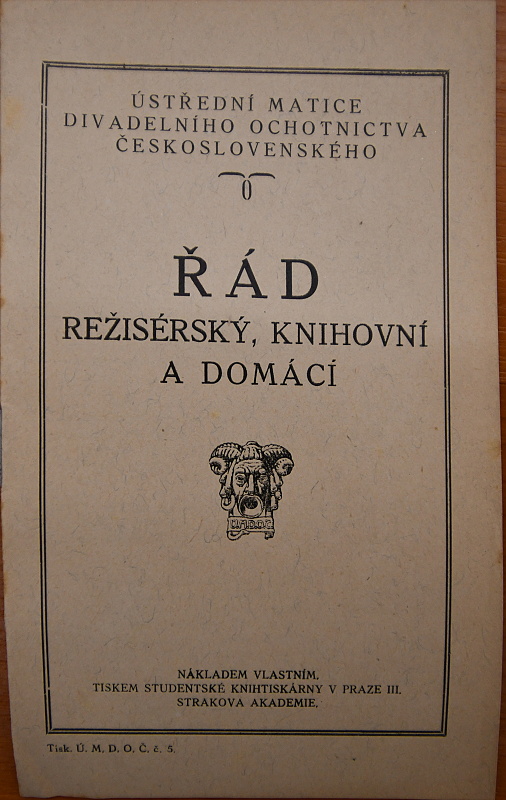 ÚSTŘEDNÍ MATICE
DIVADELNÍHO OCHOTNICTVA
ČESKOSLOVENSKÉHO
ŘÁD
REŽISÉRSKÝ, KNIHOVNÍ
A DOMÁCÍ
NÁKLADEM VLASTNÍM.
TISKEM STUDENTSKÉ KNIHTISKÁRNY V PRAZE III.
STRAKOVA AKADEMIE.
Tisk. Ú. M. D. O. Č. č. 5.